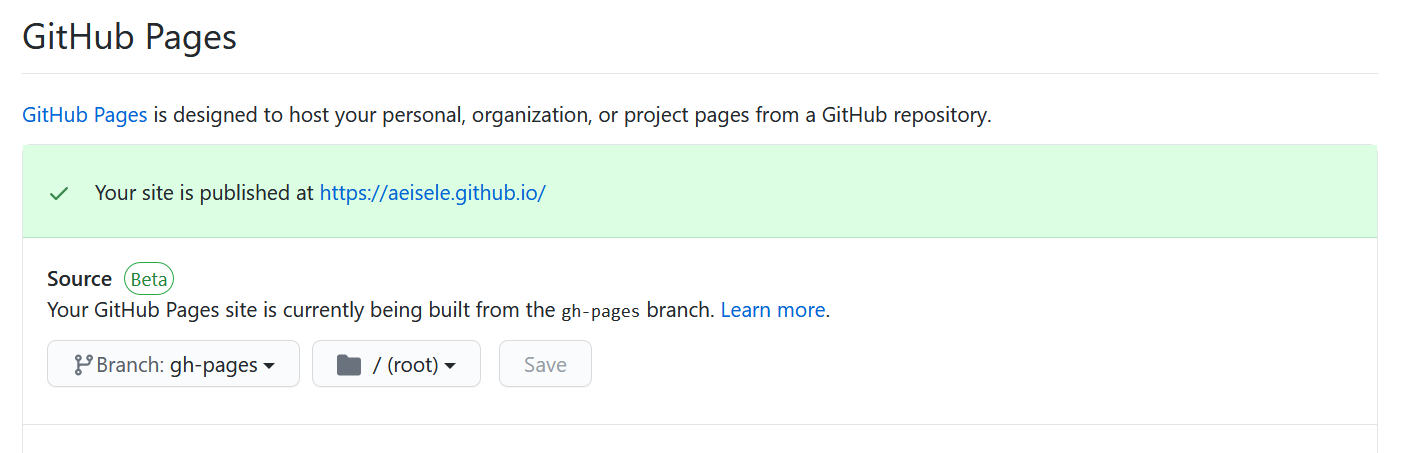 GitHub Pages
GitHub Pages is designed to host your personal, organization, or project pages from a GitHub repository.
Your site is published at https://aeisele.github.io/
Source Beta
Your GitHub Pages site is currently being built from the gh-pages branch. Learn more.
Branch: gh-pages / (root) Save